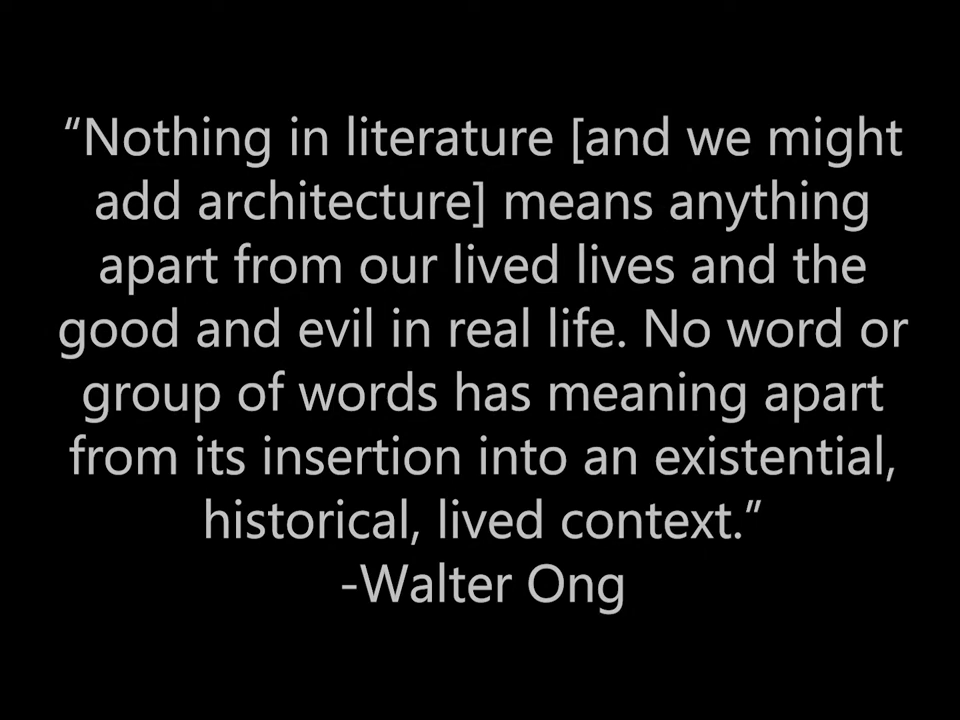 “Nothing in literature [and we might
add architecture] means anything
apart from our lived lives and the
good and evil in real life. No word or
group of words has meaning apart
from its insertion into an existential,
historical, lived context.”
-Walter Ong